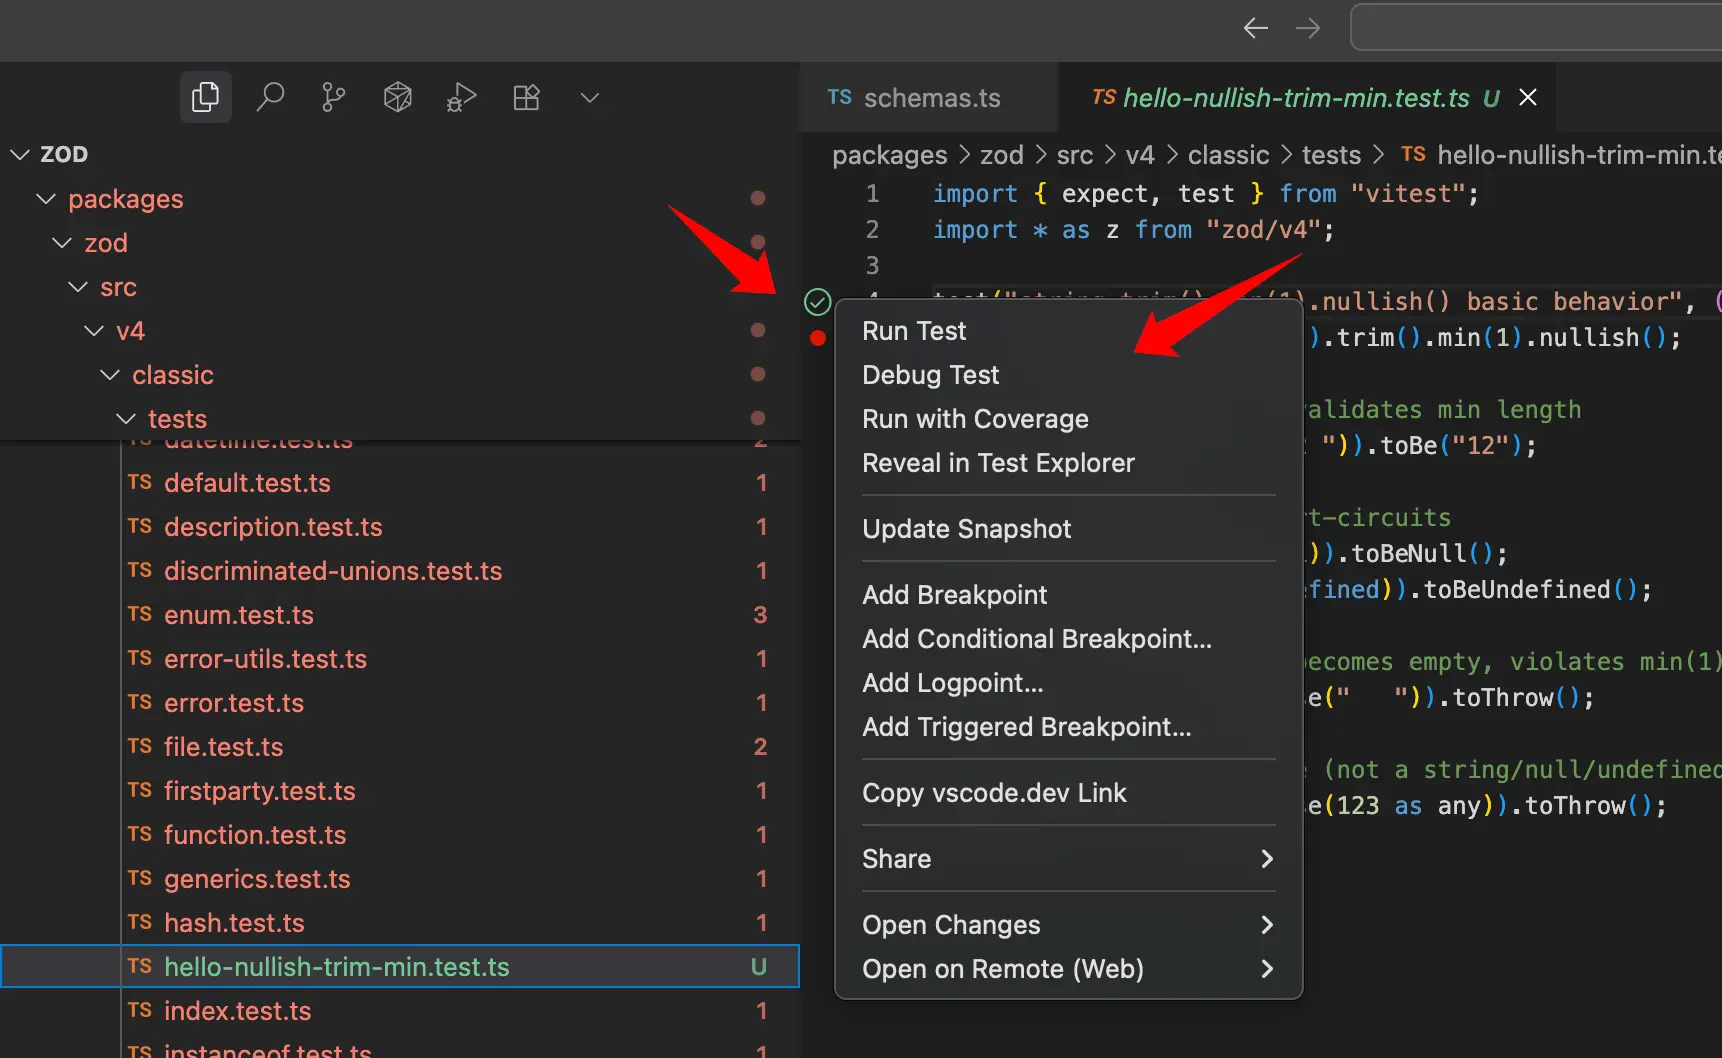 ZOD
packages
zod
src
v4
classic
tests
datetime.test.ts 2
TS default.test.ts 1
TS description.test.ts 1
TS discriminated-unions.test.ts 1
TS enum.test.ts 3
TS error-utils.test.ts 1
TS error.test.ts 1
TS file.test.ts 2
TS firstparty.test.ts 1
TS function.test.ts 1
TS generics.test.ts 1
TS hash.test.ts 1
TS hello-nullish-trim-min.test.ts U
TS index.test.ts 1
TS instanceof.test.ts 1
TS schemas.ts
TS hello-nullish-trim-min.test.ts U
packages > zod > src > v4 > classic > tests > TS hello-nullish-trim-min.te
1 import { expect, test } from "vitest";
2 import * as z from "zod/v4";
3
4 test("string.trim().min(1).nullish() basic behavior", (
).trim().min(1).nullish();
validates min length
")).toBe("12");
t-circuits
)).toBeNull();
efined)).toBeUndefined();
becomes empty, violates min(1)
e("   ")).toThrow();
(not a string/null/undefined
e(123 as any)).toThrow();
Run Test
Debug Test
Run with Coverage
Reveal in Test Explorer
Update Snapshot
Add Breakpoint
Add Conditional Breakpoint...
Add Logpoint...
Add Triggered Breakpoint...
Copy vscode.dev Link
Share
Open Changes
Open on Remote (Web)